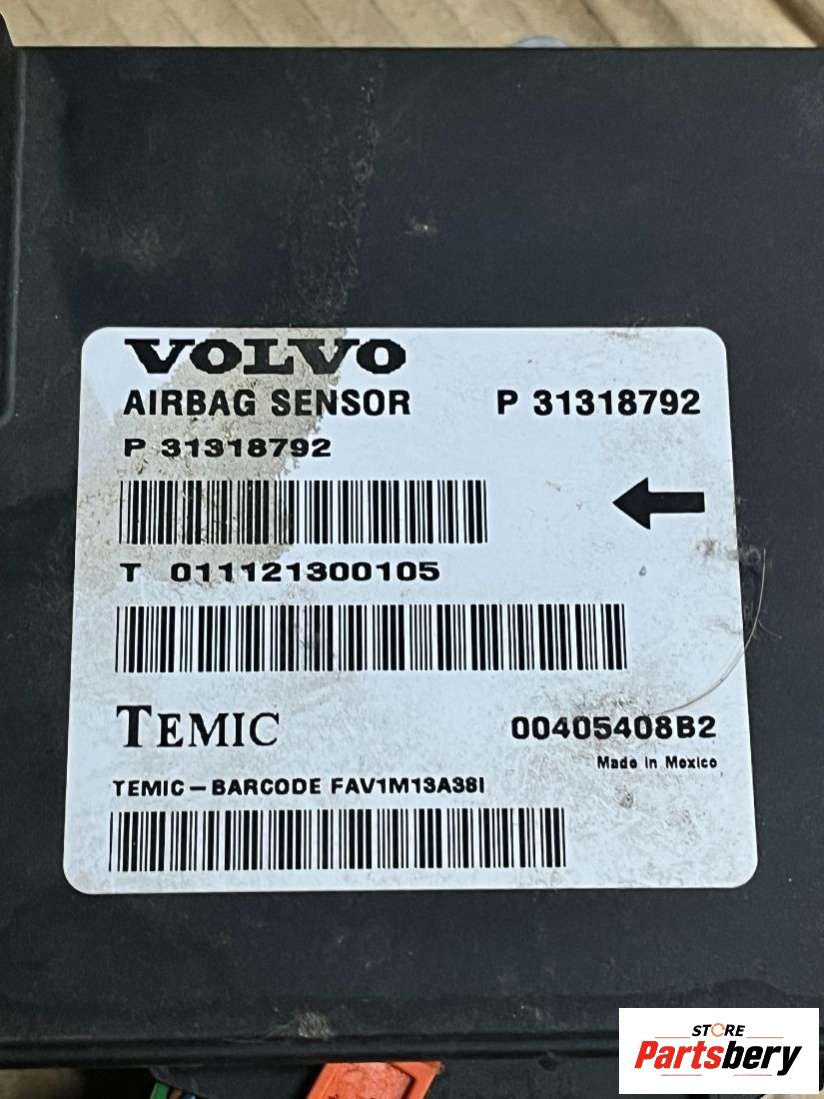 VOLVO
AIRBAG SENSOR P 31318792
P 31318792
T 011121300105
TEMIC 00405408B2
Made in Mexico
TEMIC-BARCODE FAV1M13A38I
STORE
Partsbery